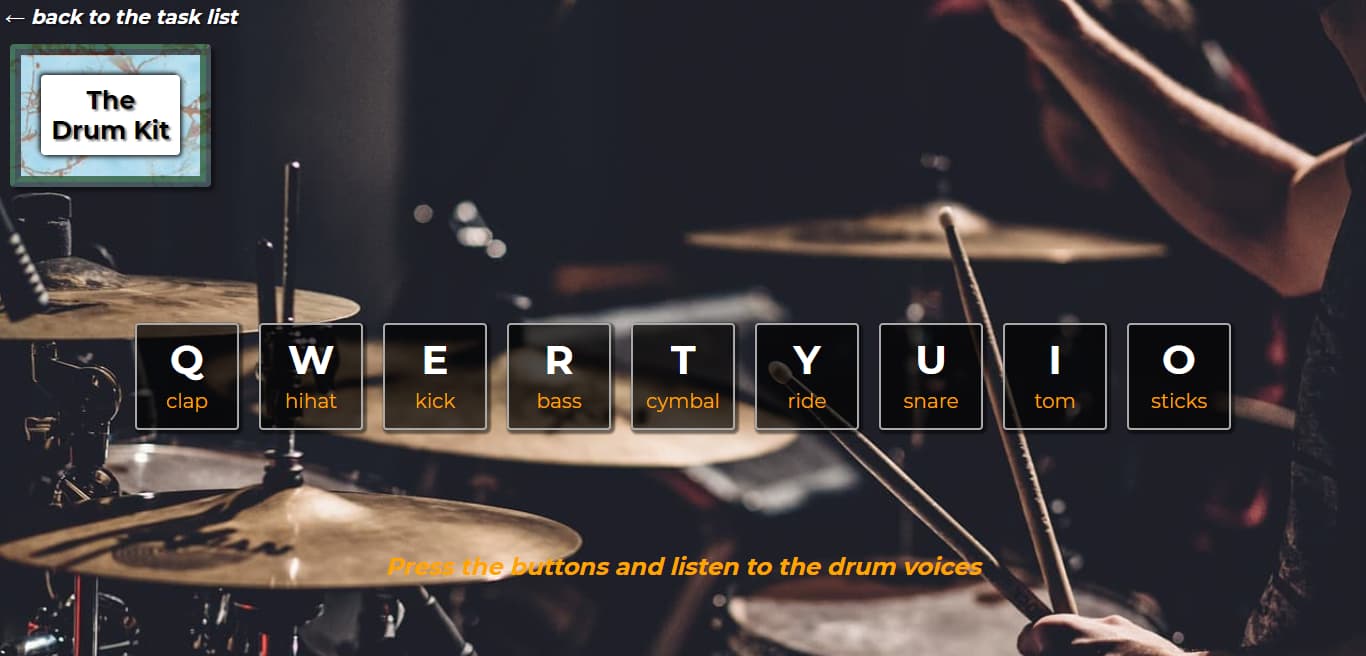 ← back to the task list
The
Drum Kit
Q W E R T Y U I O
clap hihat kick bass cymbal ride snare tom sticks
Press the buttons and listen to the drum voices